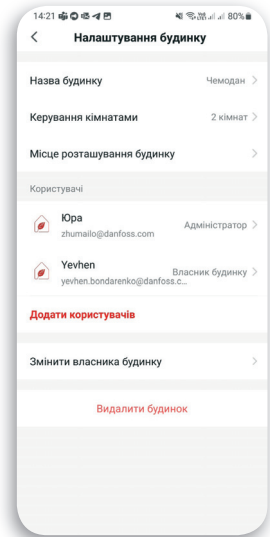 14:21 80%
Налаштування будинку
Назва будинку Чемодан
Керування кімнатами 2 кімнат
Місце розташування будинку
Користувачі
Юра Адміністратор
zhumailo@danfoss.com
Yevhen Власник будинку
yevhen.bondarenko@danfoss.c...
Додати користувачів
Змінити власника будинку
Видалити будинок